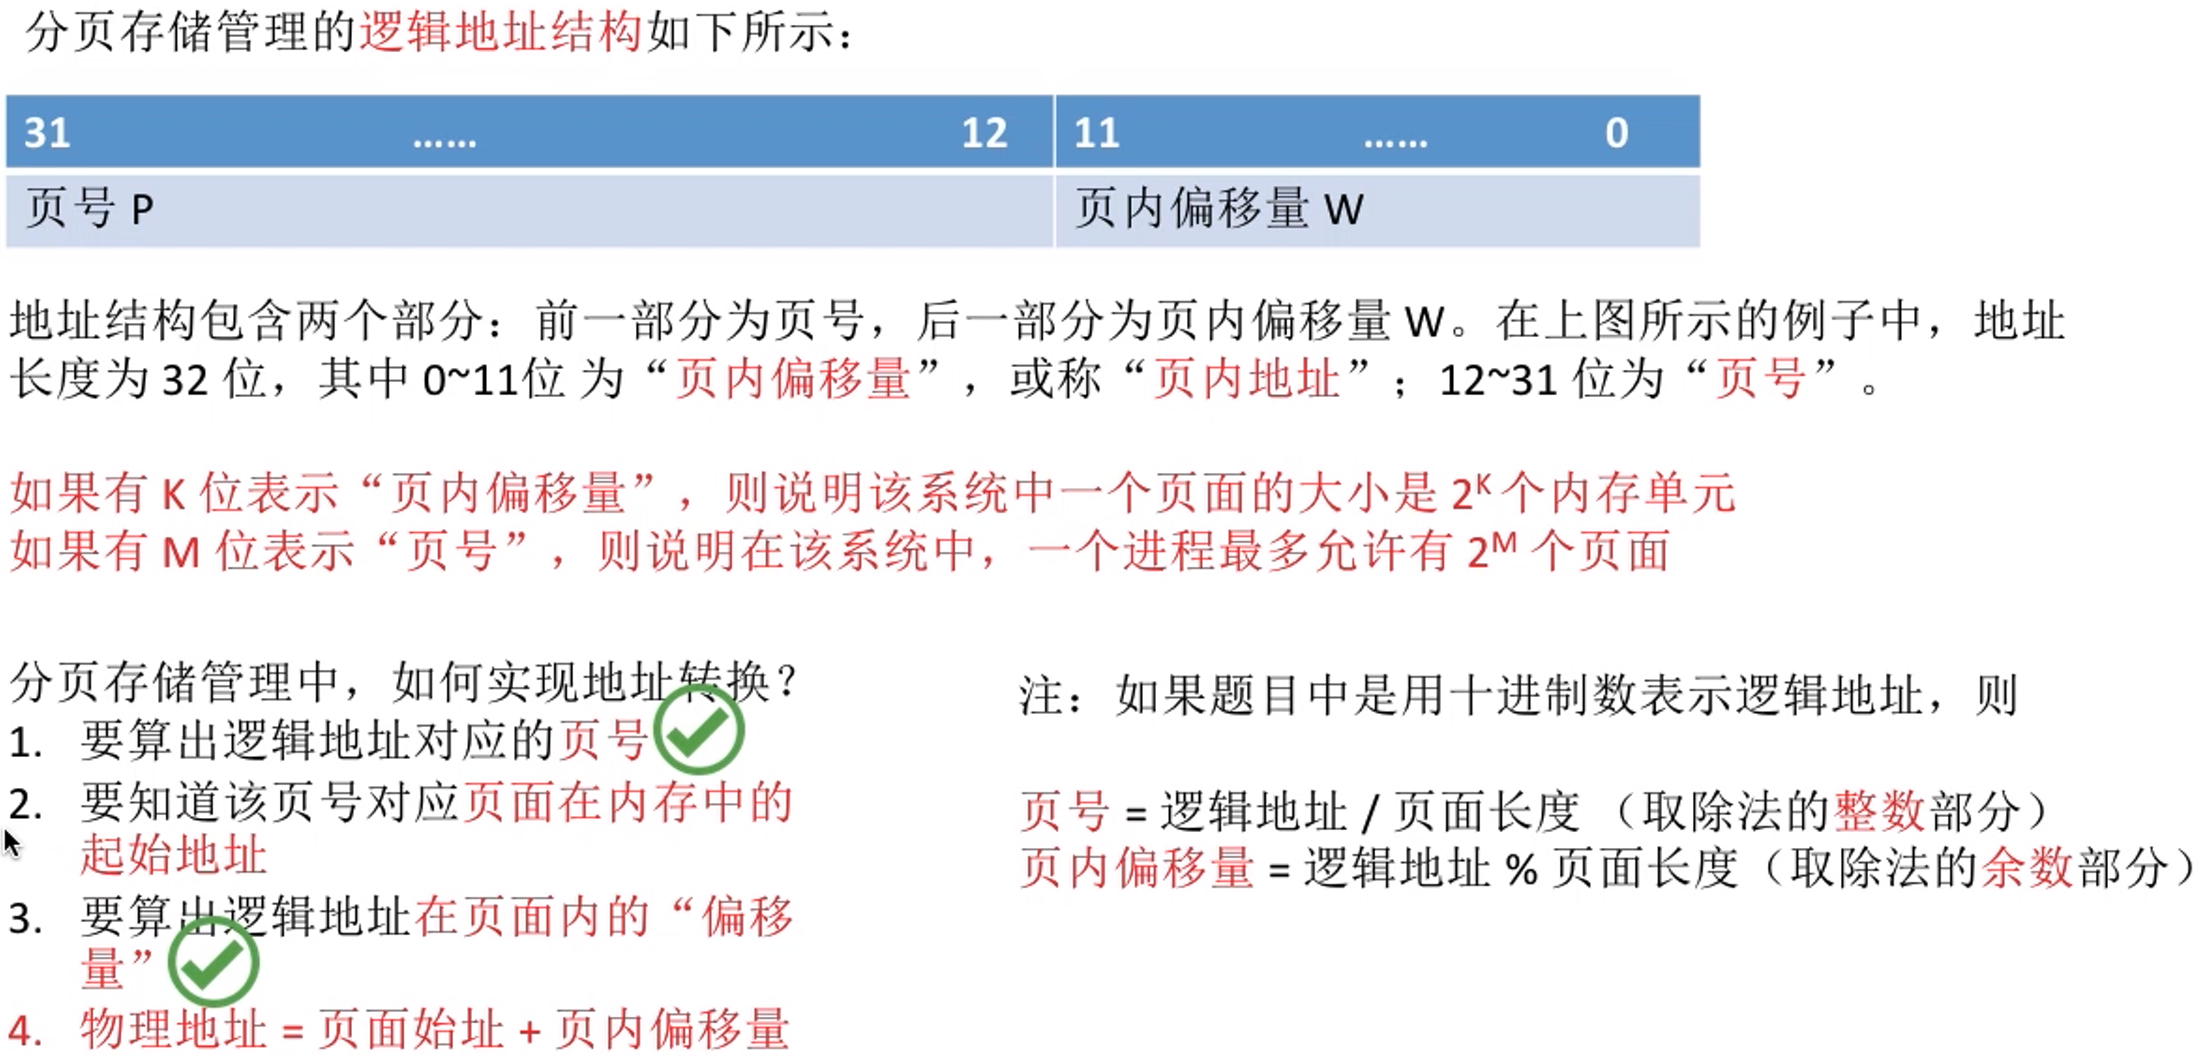 分页存储管理的逻辑地址结构如下所示：
31 …… 12 11 …… 0
页号 P 页内偏移量 W
地址结构包含两个部分：前一部分为页号，后一部分为页内偏移量 W。在上图所示的例子中，地址
长度为 32 位，其中 0~11位 为“页内偏移量”，或称“页内地址”；12~31 位为“页号”。
如果有 K 位表示“页内偏移量”，则说明该系统中一个页面的大小是 2ᴷ 个内存单元
如果有 M 位表示“页号”，则说明在该系统中，一个进程最多允许有 2ᴹ 个页面
分页存储管理中，如何实现地址转换？
1. 要算出逻辑地址对应的页号
2. 要知道该页号对应页面在内存中的
起始地址
3. 要算出逻辑地址在页面内的“偏移
量”
4. 物理地址 = 页面始址 + 页内偏移量
注：如果题目中是用十进制数表示逻辑地址，则
页号 = 逻辑地址 / 页面长度 （取除法的整数部分）
页内偏移量 = 逻辑地址 % 页面长度（取除法的余数部分）